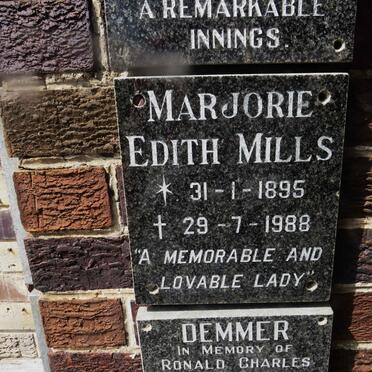 A REMARKABLE
INNINGS.
MARJORIE
EDITH MILLS
* 31-1-1895
† 29-7-1988
"A MEMORABLE AND
LOVABLE LADY"
DEMMER
IN MEMORY OF
RONALD CHARLES